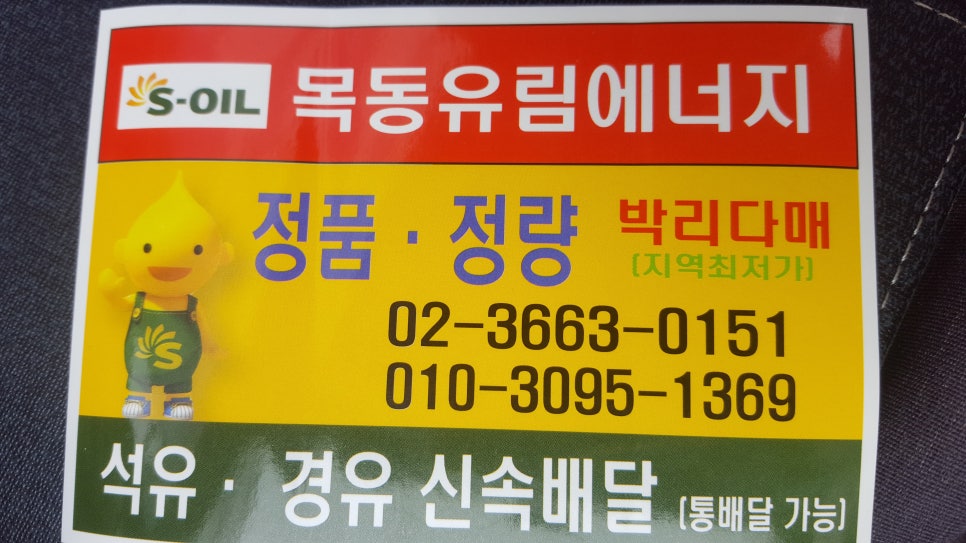 S-OIL 목동유림에너지
정품 · 정량 박리다매
(지역최저가)
02-3663-0151
010-3095-1369
S
석유 · 경유 신속배달 (통배달 가능)